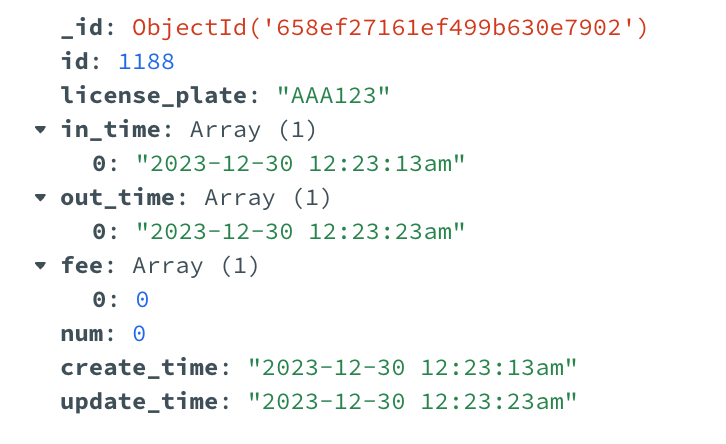 _id: ObjectId('658ef27161ef499b630e7902')
id: 1188
license_plate: "AAA123"
in_time: Array (1)
0: "2023-12-30 12:23:13am"
out_time: Array (1)
0: "2023-12-30 12:23:23am"
fee: Array (1)
0: 0
num: 0
create_time: "2023-12-30 12:23:13am"
update_time: "2023-12-30 12:23:23am"